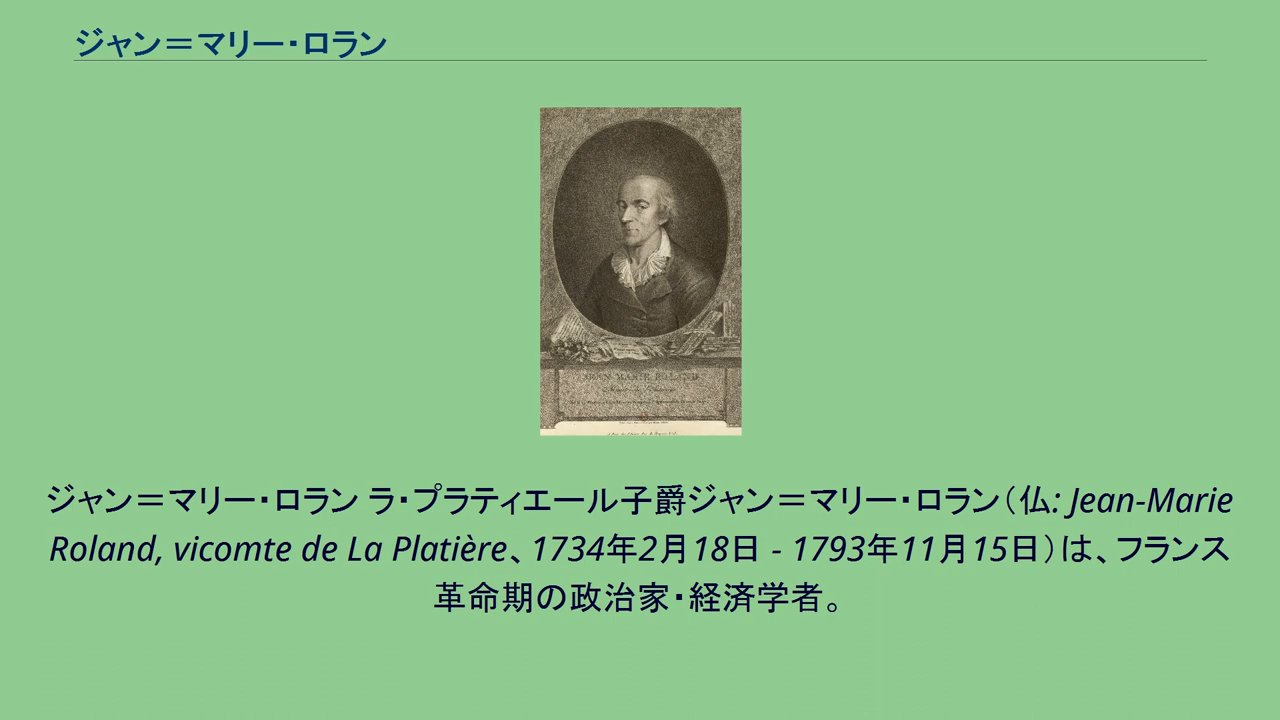 ジャン＝マリー・ロラン
JEAN MARIE ROLAND
ジャン＝マリー・ロラン ラ・プラティエール子爵ジャン＝マリー・ロラン（仏: Jean-Marie
Roland, vicomte de La Platière、1734年2月18日 - 1793年11月15日）は、フランス
革命期の政治家・経済学者。